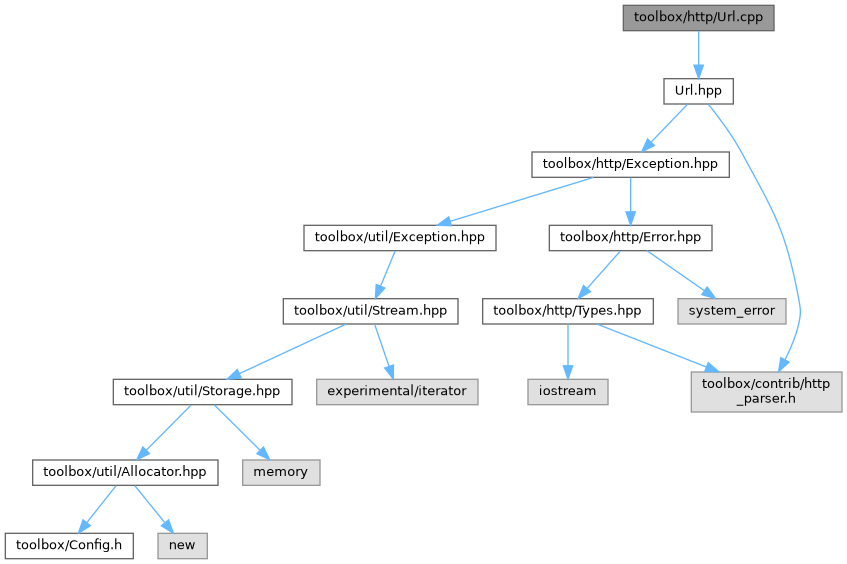 toolbox/http/Url.cpp
Url.hpp
toolbox/http/Exception.hpp
toolbox/util/Exception.hpp
toolbox/http/Error.hpp
toolbox/util/Stream.hpp
toolbox/http/Types.hpp
system_error
toolbox/util/Storage.hpp
experimental/iterator
iostream
toolbox/contrib/http
_parser.h
toolbox/util/Allocator.hpp
memory
toolbox/Config.h
new